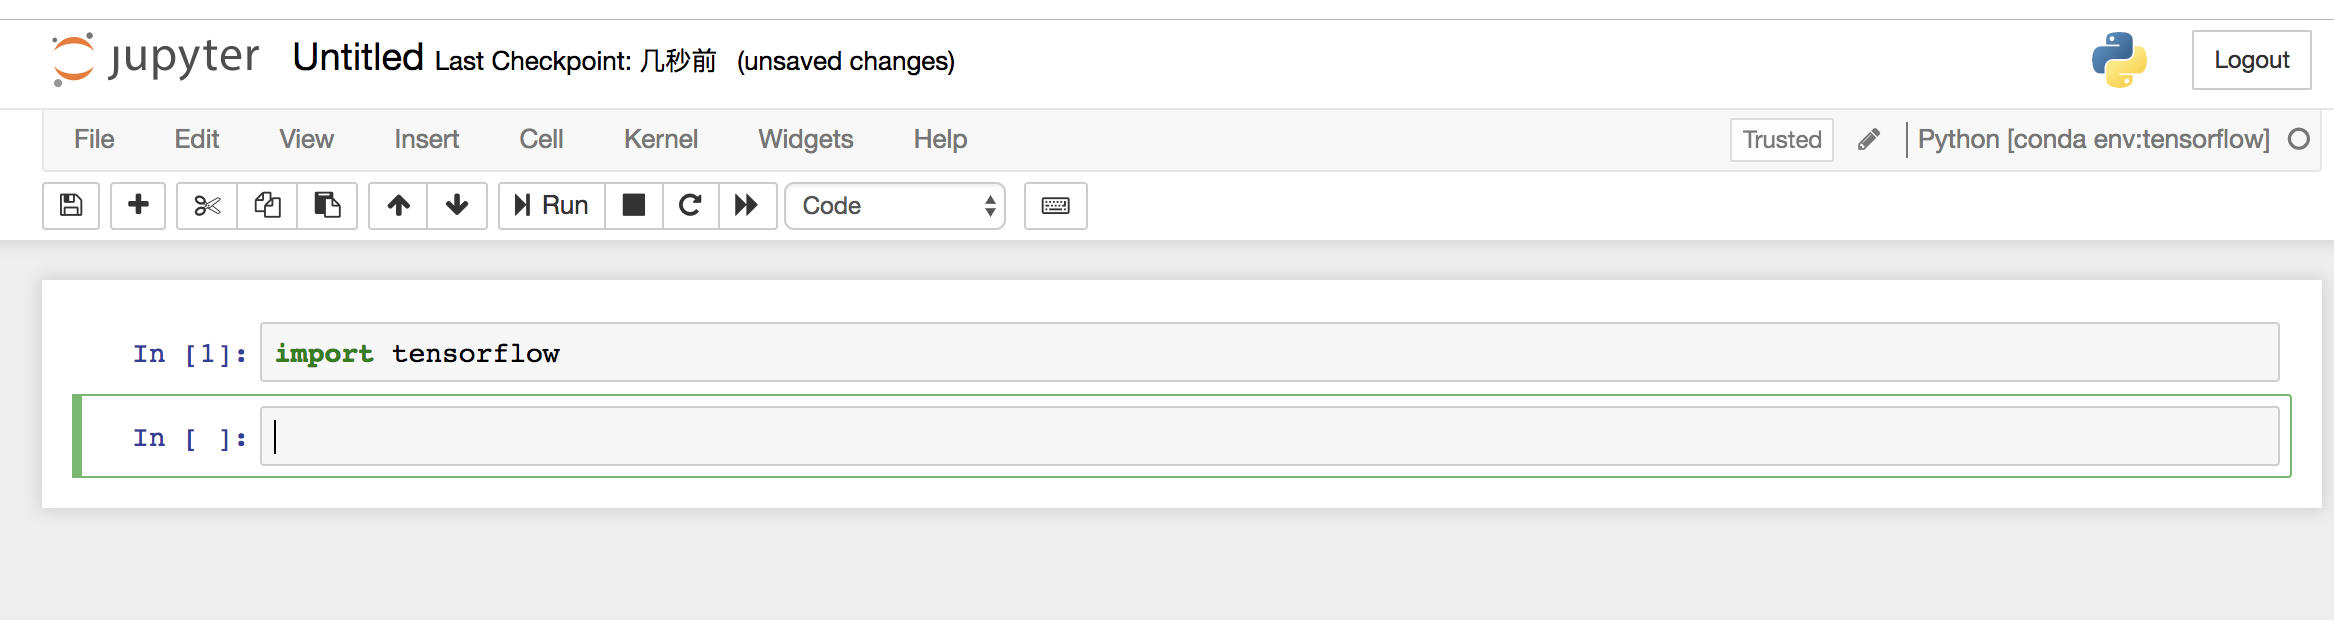 jupyter Untitled Last Checkpoint: 几秒前 (unsaved changes) Logout
File Edit View Insert Cell Kernel Widgets Help Trusted Python [conda env:tensorflow]
Run Code
In [1]: import tensorflow
In [ ]: